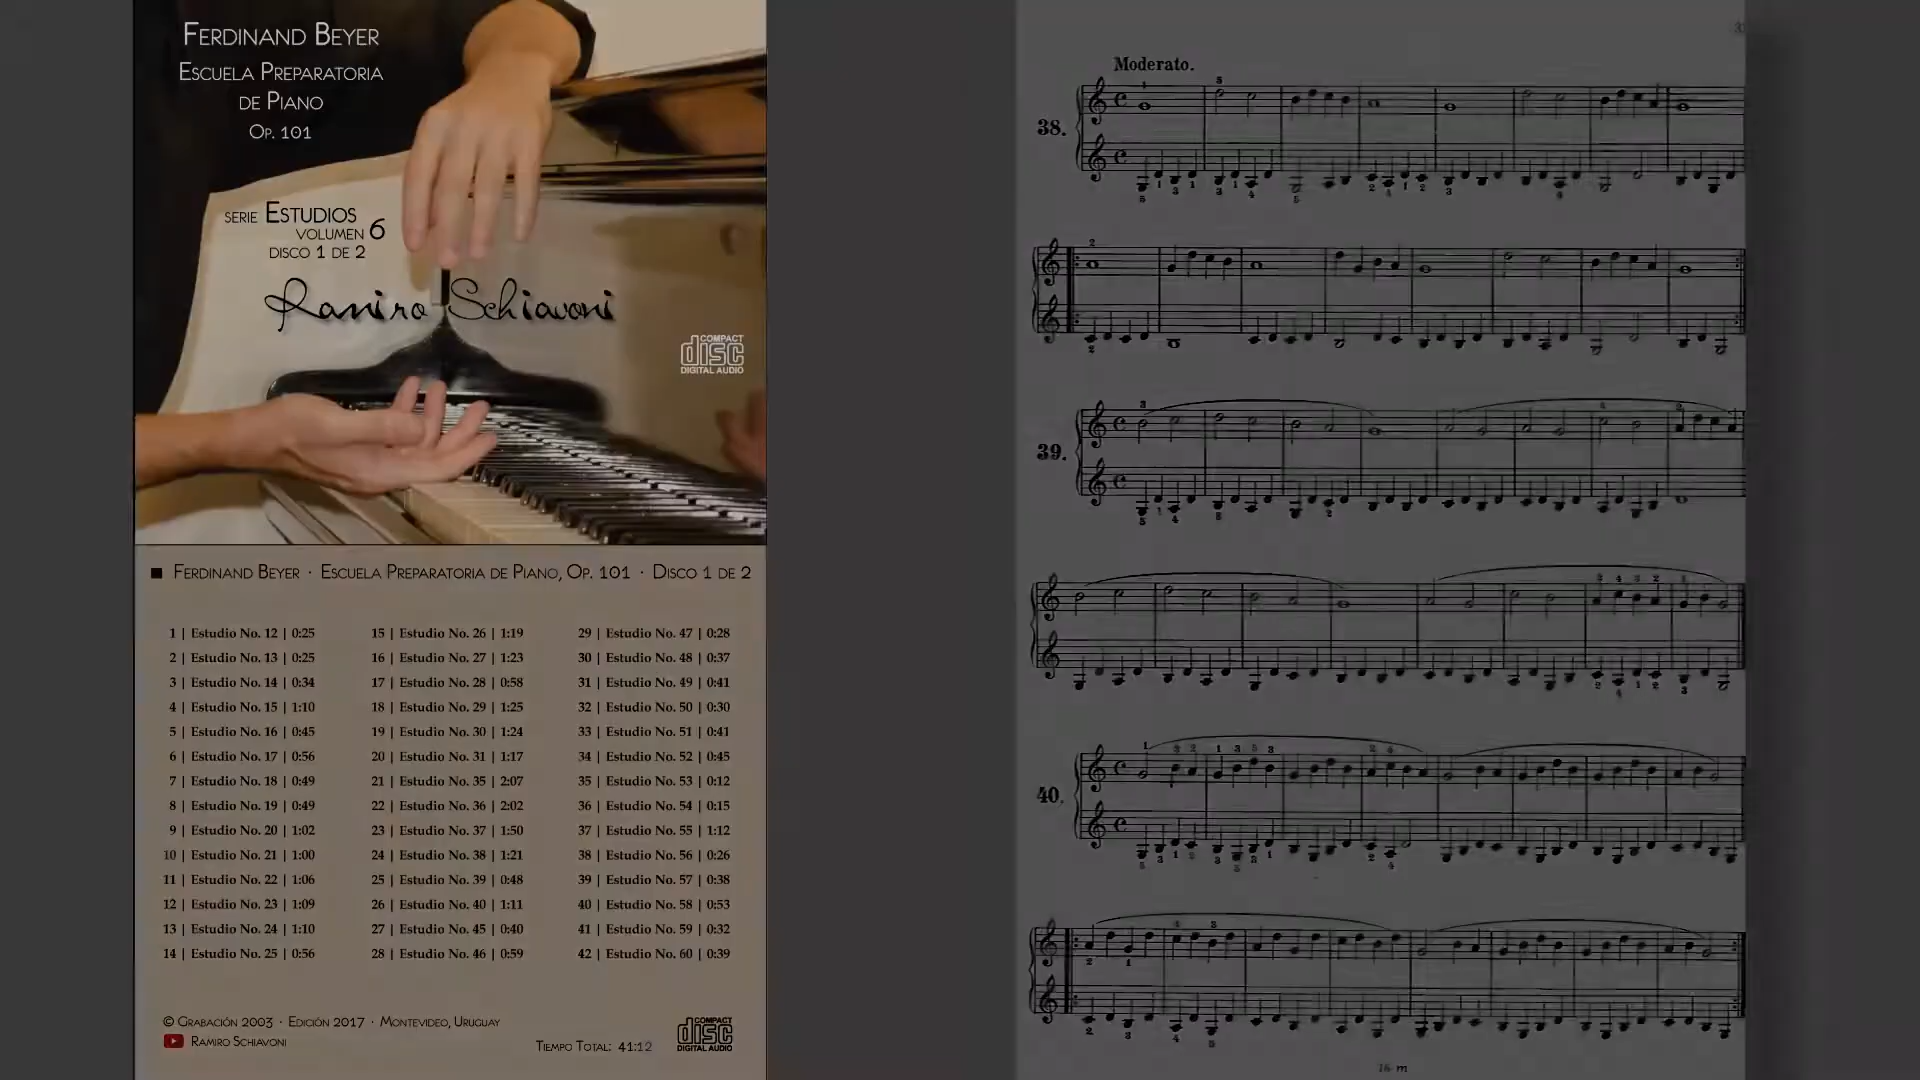 FERDINAND BEYER
ESCUELA PREPARATORIA
DE PIANO
OP. 101
SERIE ESTUDIOS
VOLUMEN 6
DISCO 1 DE 2
Ramiro Schiavoni
COMPACT
disc
DIGITAL AUDIO
FERDINAND BEYER · ESCUELA PREPARATORIA DE PIANO, OP. 101 · DISCO 1 DE 2
1 | Estudio No. 12 | 0:25
2 | Estudio No. 13 | 0:25
3 | Estudio No. 14 | 0:34
4 | Estudio No. 15 | 1:10
5 | Estudio No. 16 | 0:45
6 | Estudio No. 17 | 0:56
7 | Estudio No. 18 | 0:49
8 | Estudio No. 19 | 0:49
9 | Estudio No. 20 | 1:02
10 | Estudio No. 21 | 1:00
11 | Estudio No. 22 | 1:06
12 | Estudio No. 23 | 1:09
13 | Estudio No. 24 | 1:10
14 | Estudio No. 25 | 0:56
15 | Estudio No. 26 | 1:19
16 | Estudio No. 27 | 1:23
17 | Estudio No. 28 | 0:58
18 | Estudio No. 29 | 1:25
19 | Estudio No. 30 | 1:24
20 | Estudio No. 31 | 1:17
21 | Estudio No. 35 | 2:07
22 | Estudio No. 36 | 2:02
23 | Estudio No. 37 | 1:50
24 | Estudio No. 38 | 1:21
25 | Estudio No. 39 | 0:48
26 | Estudio No. 40 | 1:11
27 | Estudio No. 45 | 0:40
28 | Estudio No. 46 | 0:59
29 | Estudio No. 47 | 0:28
30 | Estudio No. 48 | 0:37
31 | Estudio No. 49 | 0:41
32 | Estudio No. 50 | 0:30
33 | Estudio No. 51 | 0:41
34 | Estudio No. 52 | 0:45
35 | Estudio No. 53 | 0:12
36 | Estudio No. 54 | 0:15
37 | Estudio No. 55 | 1:12
38 | Estudio No. 56 | 0:26
39 | Estudio No. 57 | 0:38
40 | Estudio No. 58 | 0:53
41 | Estudio No. 59 | 0:32
42 | Estudio No. 60 | 0:39
© GRABACIÓN 2003 · EDICIÓN 2017 · MONTEVIDEO, URUGUAY
RAMIRO SCHIAVONI
TIEMPO TOTAL: 41:12
COMPACT
disc
DIGITAL AUDIO
Moderato.
38.
39.
40.